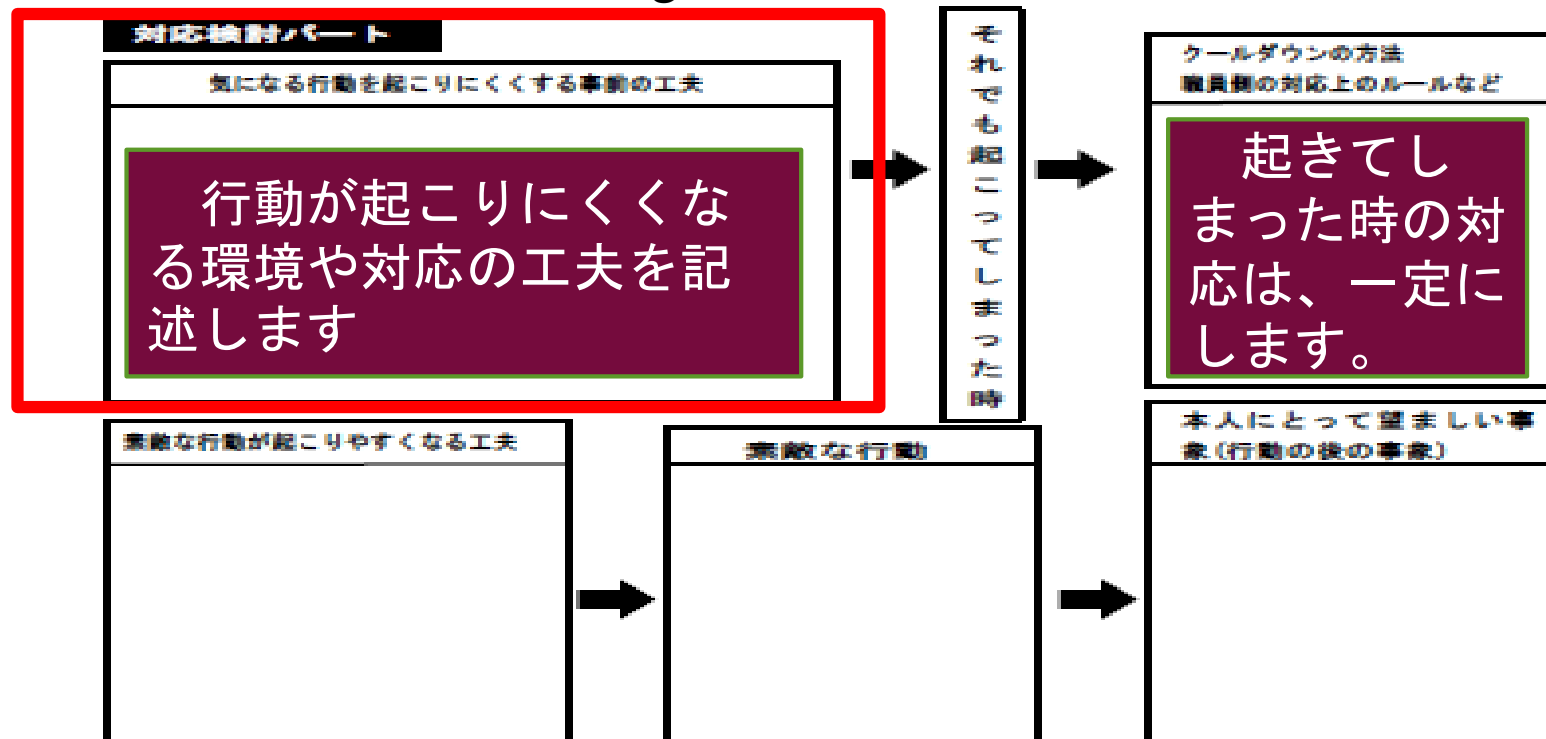 対応検討パート
気になる行動を起こりにくくする事前の工夫
行動が起こりにくくな
る環境や対応の工夫を記
述します
それでも起こってしまった時
クールダウンの方法
職員側の対応上のルールなど
起きてし
まった時の対
応は、一定に
します。
素敵な行動が起こりやすくなる工夫
素敵な行動
本人にとって望ましい事
象(行動の後の事象)